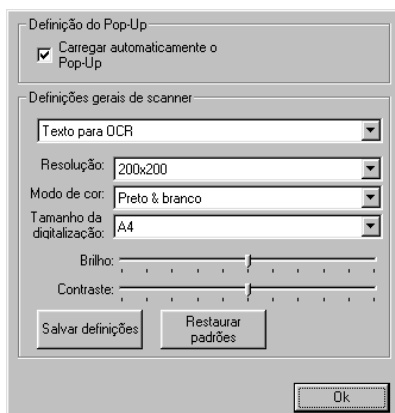 Definição do Pop-Up
Carregar automaticamente o
Pop-Up
Definições gerais de scanner
Texto para OCR
Resolução: 200x200
Modo de cor: Preto & branco
Tamanho da
digitalização: A4
Brilho:
Contraste:
Salvar definições
Restaurar
padrões
Ok